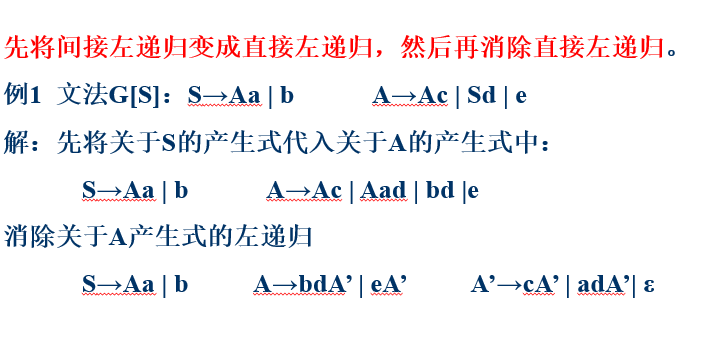 先将间接左递归变成直接左递归，然后再消除直接左递归。
例1 文法G[S]： S→Aa | b A→Ac | Sd | e
解：先将关于S的产生式代入关于A的产生式中：
S→Aa | b A→Ac | Aad | bd |e
消除关于A产生式的左递归
S→Aa | b A→bdA’ | eA’ A’→cA’ | adA’| ε